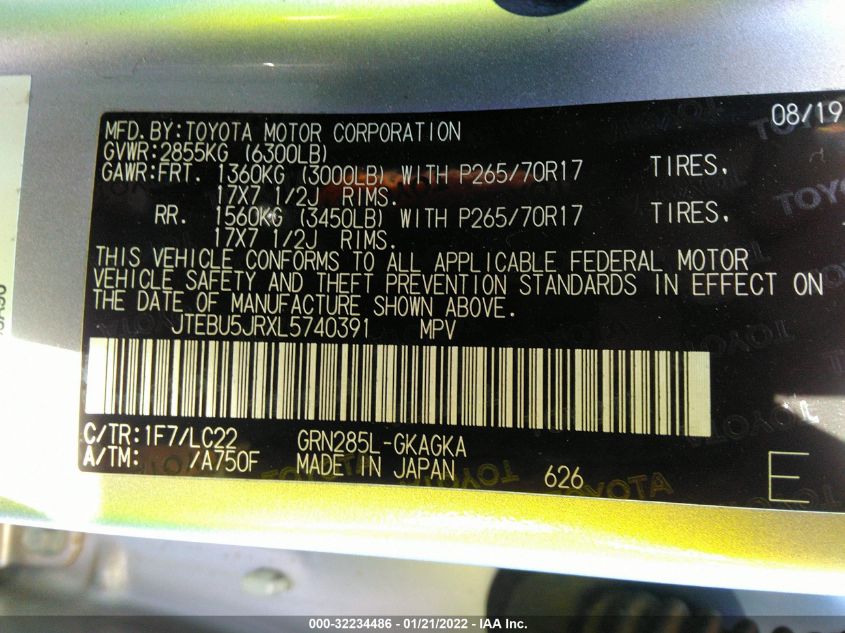 08/19
MFD.BY:TOYOTA MOTOR CORPORATION
GVWR:2855KG (6300LB)
GAWR:FRT. 1360KG (3000LB) WITH P265/70R17 TIRES,
17X7 1/2J RIMS.
RR. 1560KG (3450LB) WITH P265/70R17 TIRES,
17X7 1/2J RIMS.
THIS VEHICLE CONFORMS TO ALL APPLICABLE FEDERAL MOTOR
VEHICLE SAFETY AND THEFT PREVENTION STANDARDS IN EFFECT ON
THE DATE OF MANUFACTURE SHOWN ABOVE.
JTEBU5JRXL5740391 MPV
C/TR:1F7/LC22 GRN285L-GKAGKA
A/TM: /A750F MADE IN JAPAN 626 E
TOYOTA
000-32234486 - 01/21/2022 - IAA Inc.